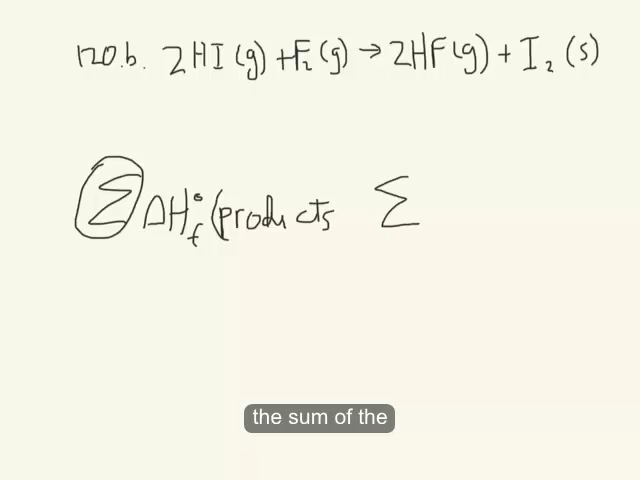 120.b. 2HI(g) + F₂(g) → 2HF(g) + I₂(s)
Σ ΔH°f (products Σ
the sum of the